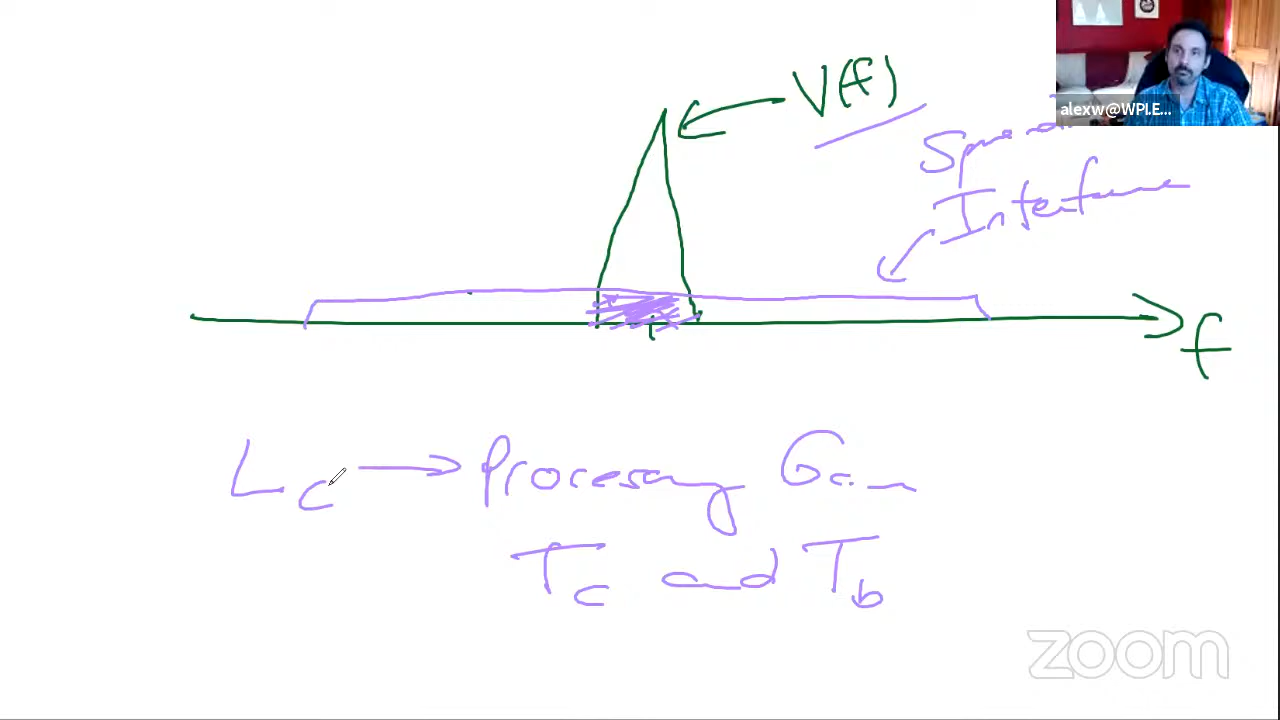 V(f)
alexw@WPI.E...
Interference
f
Lc → Processing Gain
Tc and Tb
zoom